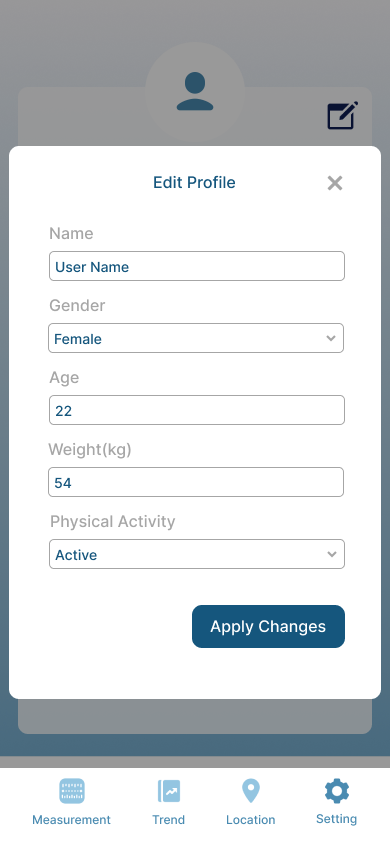 Edit Profile
Name
User Name
Gender
Female
Age
22
Weight(kg)
54
Physical Activity
Active
Apply Changes
Measurement
Trend
Location
Setting